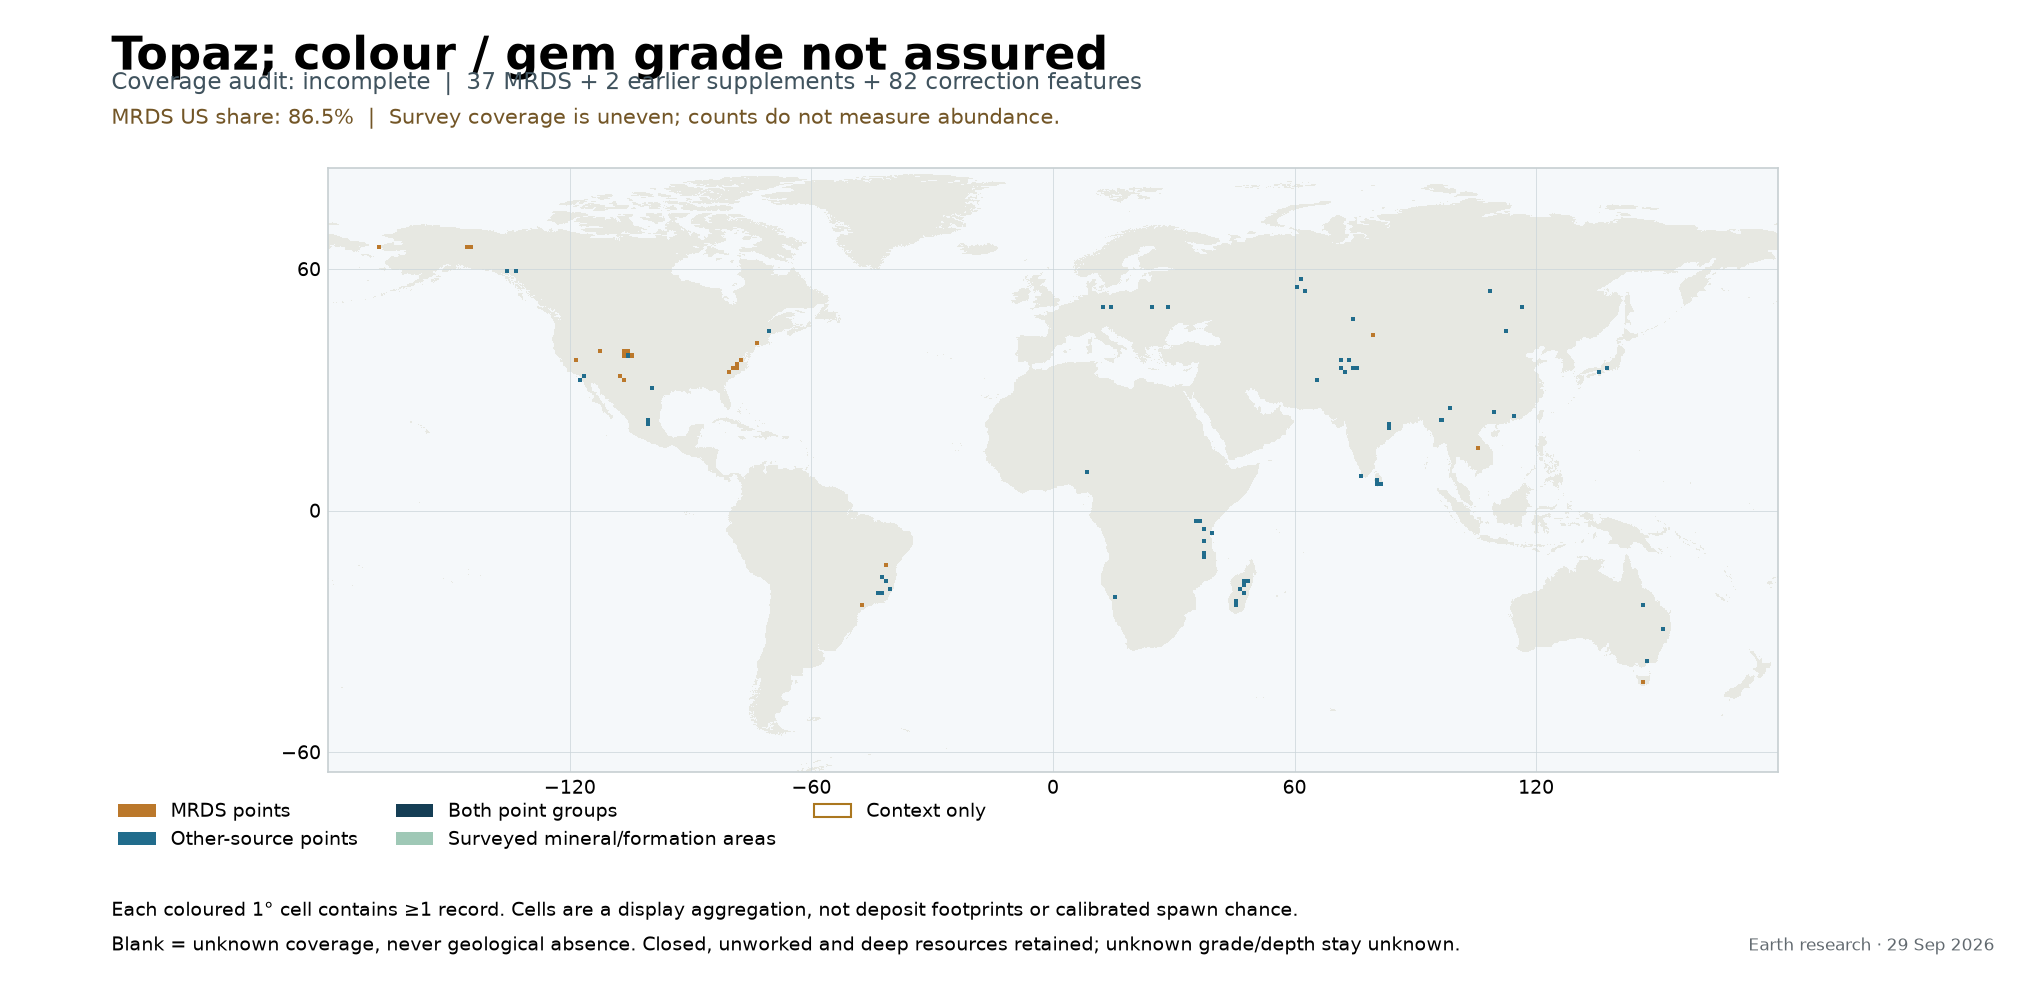 Topaz; colour / gem grade not assured
Coverage audit: incomplete | 37 MRDS + 2 earlier supplements + 82 correction features
MRDS US share: 86.5% | Survey coverage is uneven; counts do not measure abundance.
60
0
−60
−120
−60
0
60
120
MRDS points
Both point groups
Context only
Other-source points
Surveyed mineral/formation areas
Each coloured 1° cell contains ≥1 record. Cells are a display aggregation, not deposit footprints or calibrated spawn chance.
Blank = unknown coverage, never geological absence. Closed, unworked and deep resources retained; unknown grade/depth stay unknown.
Earth research · 29 Sep 2026